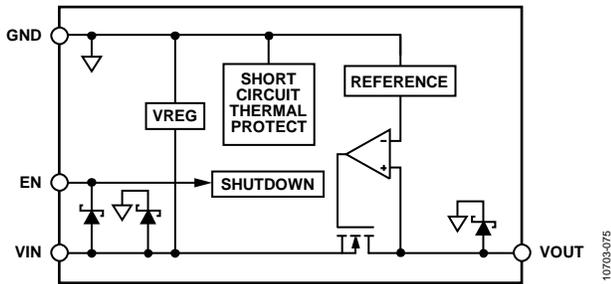 GND
SHORT
CIRCUIT
THERMAL
PROTECT
REFERENCE
VREG
–
+
EN
SHUTDOWN
VIN
VOUT
10703-075